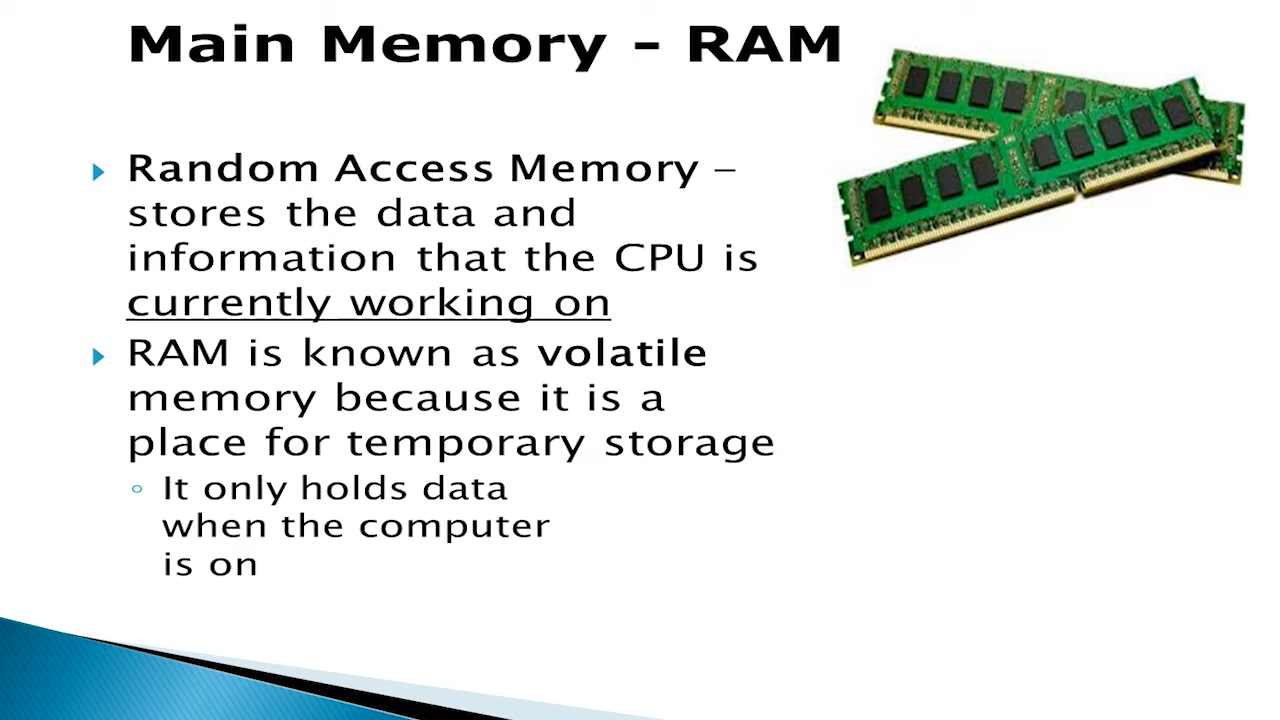 Main Memory – RAM
Random Access Memory –
stores the data and
information that the CPU is
currently working on
RAM is known as volatile
memory because it is a
place for temporary storage
It only holds data
when the computer
is on